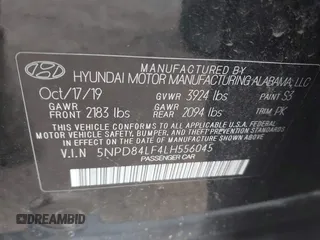 MANUFACTURED BY
HYUNDAI MOTOR MANUFACTURING ALABAMA, LLC
Oct/17/19 GVWR 3924 lbs PAINT S3
GAWR FRONT 2183 lbs GAWR REAR 2094 lbs TRIM PK
THIS VEHICLE CONFORMS TO ALL APPLICABLE FEDERAL
MOTOR VEHICLE SAFETY, BUMPER, AND THEFT PREVENTION
STANDARDS IN EFFECT ON THE DATE OF MANUFACTURE SHOWN ABOVE.
V.I.N 5NPD84LF4LH556045
PASSENGER CAR
DREAMBID